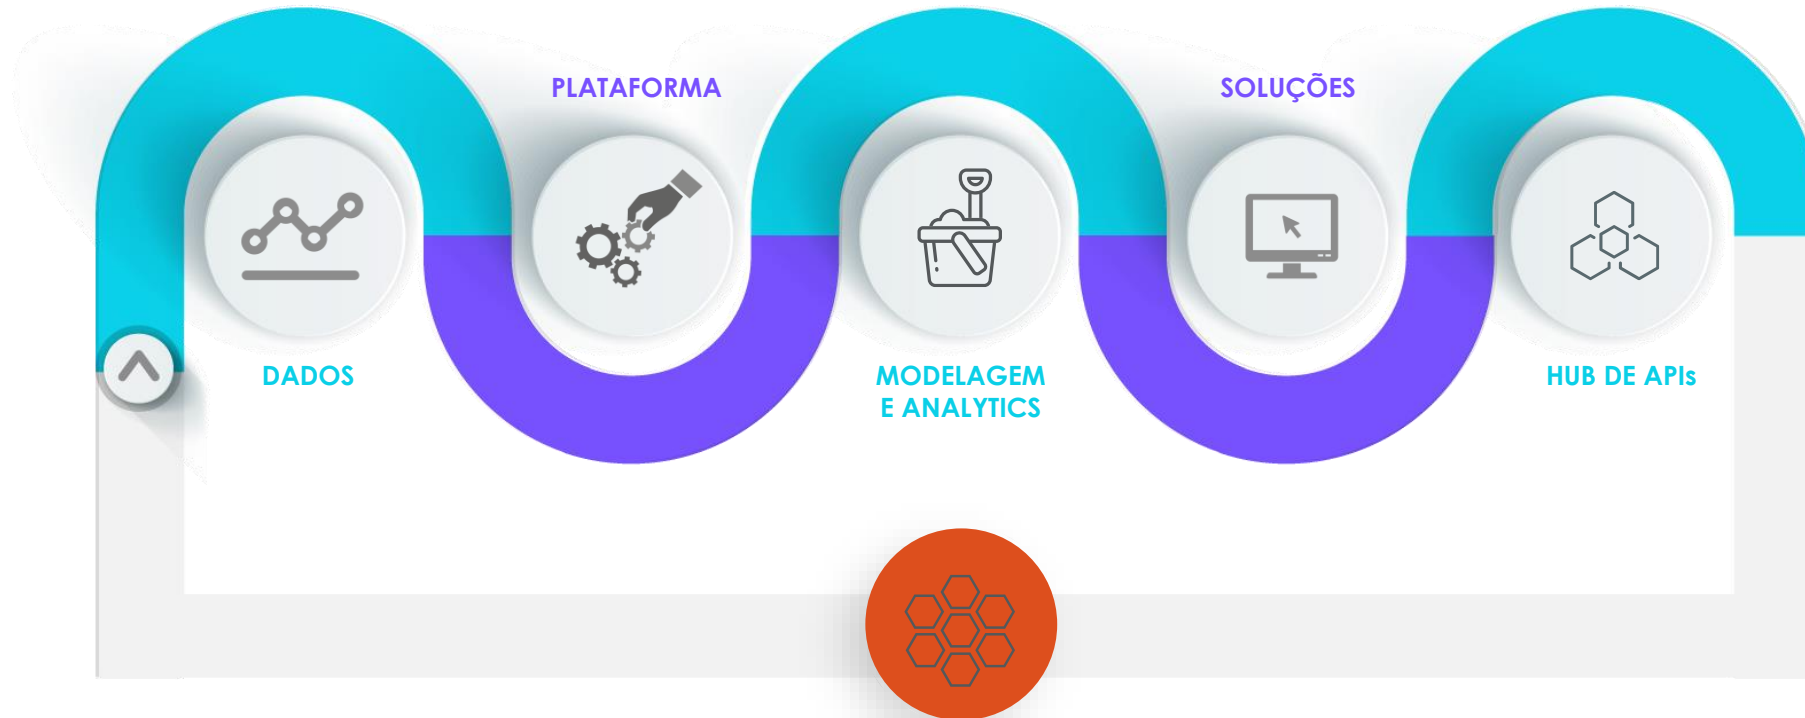 PLATAFORMA
SOLUÇÕES
DADOS
MODELAGEM
E ANALYTICS
HUB DE APIs